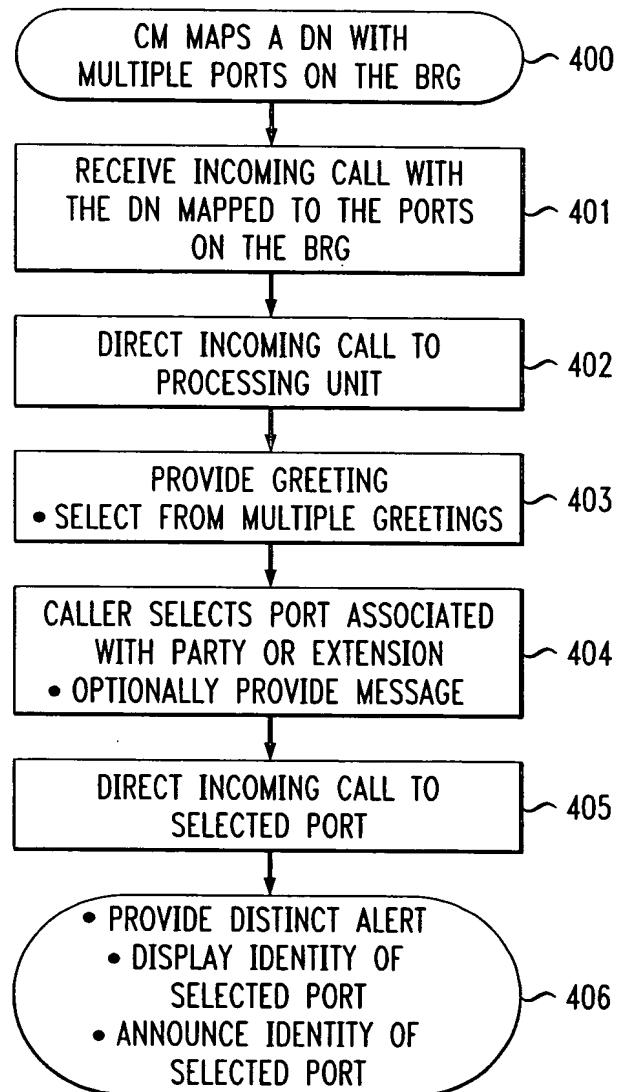 CM MAPS A DN WITH
MULTIPLE PORTS ON THE BRG
400
RECEIVE INCOMING CALL WITH
THE DN MAPPED TO THE PORTS
ON THE BRG
401
DIRECT INCOMING CALL TO
PROCESSING UNIT
402
PROVIDE GREETING
• SELECT FROM MULTIPLE GREETINGS
403
CALLER SELECTS PORT ASSOCIATED
WITH PARTY OR EXTENSION
• OPTIONALLY PROVIDE MESSAGE
404
DIRECT INCOMING CALL TO
SELECTED PORT
405
• PROVIDE DISTINCT ALERT
• DISPLAY IDENTITY OF
SELECTED PORT
• ANNOUNCE IDENTITY OF
SELECTED PORT
406